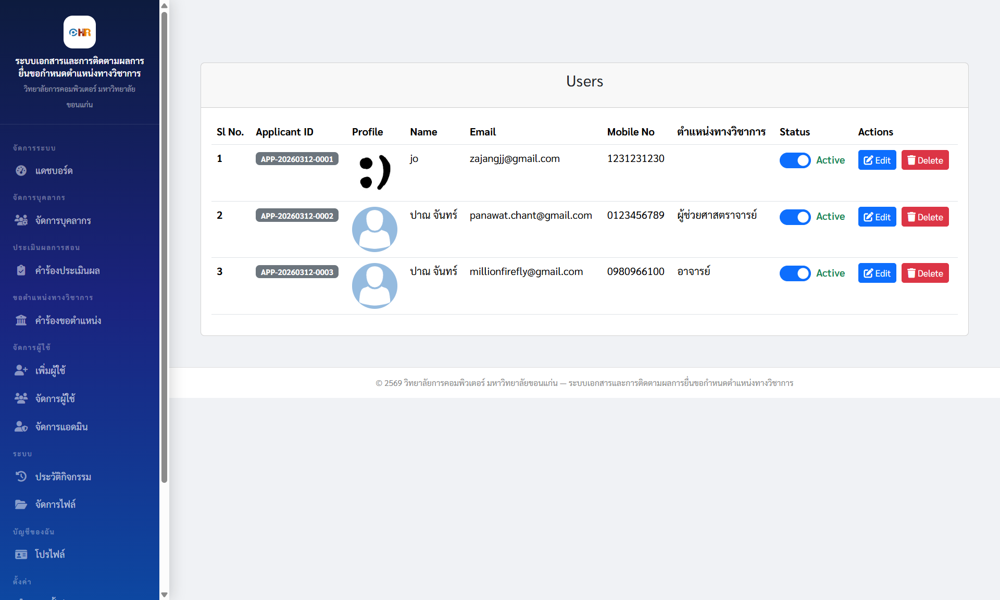 CHR
ระบบเอกสารและการติดตามผลการ
ยื่นขอกำหนดตำแหน่งทางวิชาการ
วิทยาลัยการคอมพิวเตอร์ มหาวิทยาลัย
ขอนแก่น
จัดการระบบ
แดชบอร์ด
จัดการบุคลากร
จัดการบุคลากร
ประเมินผลการสอน
คำร้องประเมินผล
ขอตำแหน่งทางวิชาการ
คำร้องขอตำแหน่ง
จัดการผู้ใช้
เพิ่มผู้ใช้
จัดการผู้ใช้
จัดการแอดมิน
ระบบ
ประวัติกิจกรรม
จัดการไฟล์
บัญชีของฉัน
โปรไฟล์
ตั้งค่า
Users
Sl No. Applicant ID Profile Name Email Mobile No ตำแหน่งทางวิชาการ Status Actions
1 APP-20260312-0001 jo zajangjj@gmail.com 1231231230 Active Edit Delete
2 APP-20260312-0002 ปาณ จันทร์ panawat.chant@gmail.com 0123456789 ผู้ช่วยศาสตราจารย์ Active Edit Delete
3 APP-20260312-0003 ปาณ จันทร์ millionfirefly@gmail.com 0980966100 อาจารย์ Active Edit Delete
© 2569 วิทยาลัยการคอมพิวเตอร์ มหาวิทยาลัยขอนแก่น — ระบบเอกสารและการติดตามผลการยื่นขอกำหนดตำแหน่งทางวิชาการ